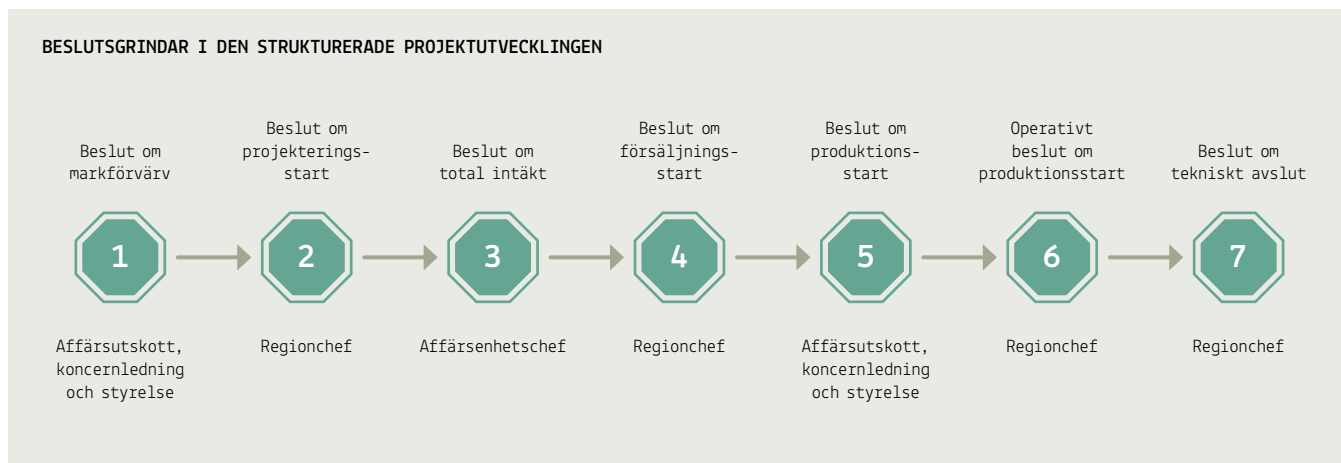 BESLUTSGRINDAR I DEN STRUKTURERADE PROJEKTUTVECKLINGEN
Beslut om
markförvärv
Beslut om
projekterings-
start
Beslut om
total intäkt
Beslut om
försäljnings-
start
Beslut om
produktions-
start
Operativt
beslut om
produktionsstart
Beslut om
tekniskt avslut
1
2
3
4
5
6
7
Affärsutskott,
koncernledning
och styrelse
Regionchef
Affärsenhetschef
Regionchef
Affärsutskott,
koncernledning
och styrelse
Regionchef
Regionchef